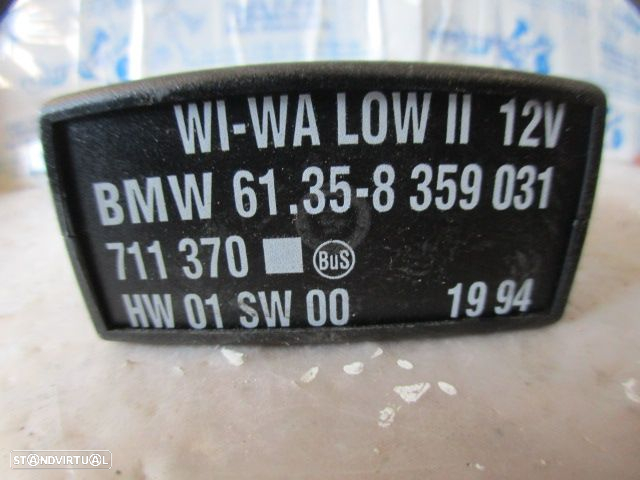 WI-WA LOW II 12V
BMW 61.35-8 359 031
711 370 BuS
HW 01 SW 00 19 94
STANDVIRTUAL